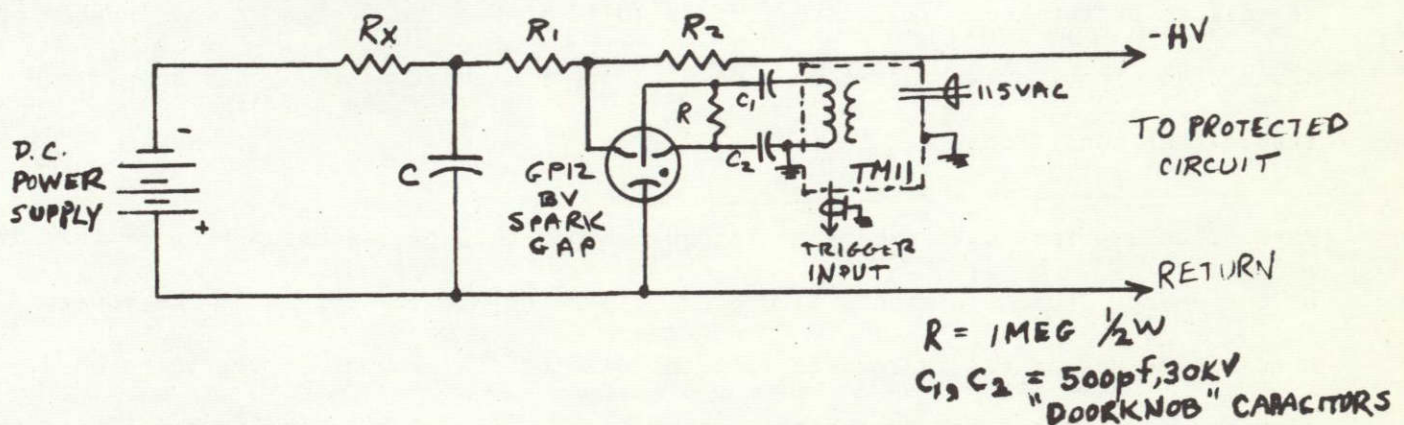 Rx
R1
R2
-HV
-
D.C.
POWER
SUPPLY
+
C
GP12
BV
SPARK
GAP
R
C1
C2
TM11
115VAC
TRIGGER
INPUT
TO PROTECTED
CIRCUIT
RETURN
R = 1MEG 1/2W
C1, C2 = 500pf, 30KV
"DOORKNOB" CAPACITORS